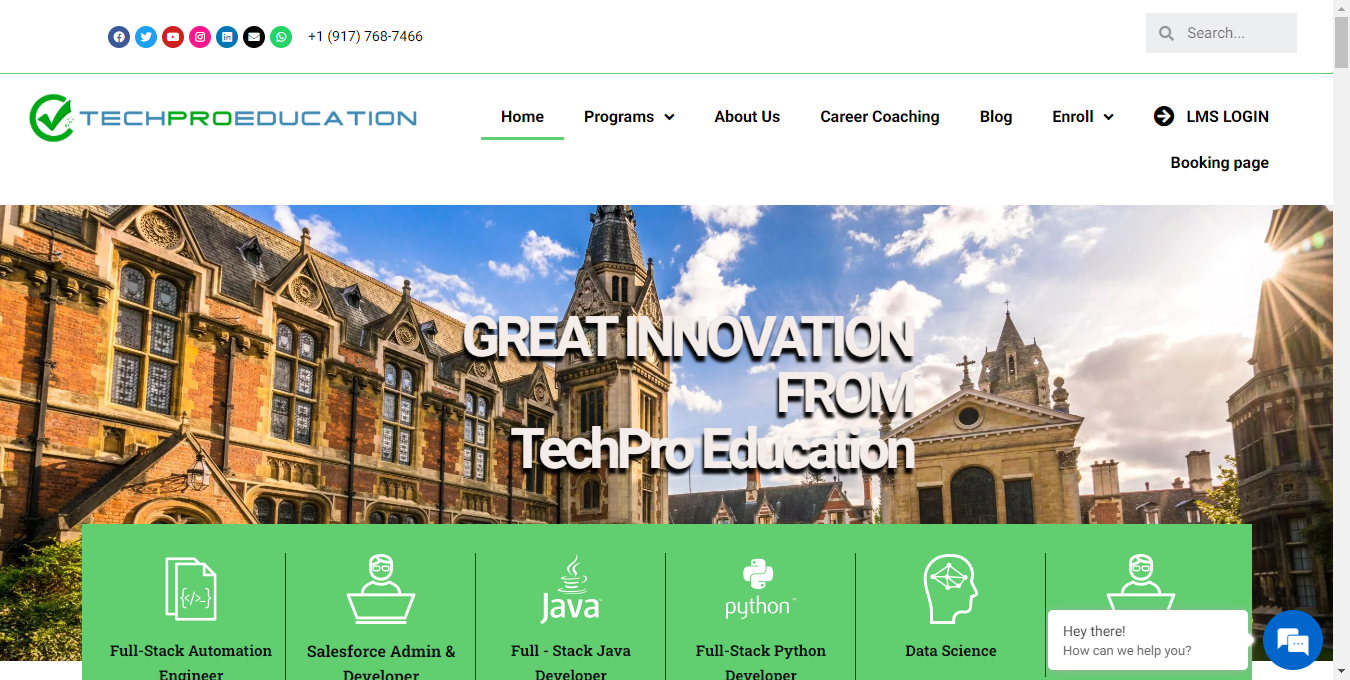 +1 (917) 768-7466
Search...
TECHPROEDUCATION
Home
Programs
About Us
Career Coaching
Blog
Enroll
LMS LOGIN
Booking page
GREAT INNOVATION
FROM
TechPro Education
Java™
python™
Full-Stack Automation
Engineer
Salesforce Admin &
Developer
Full - Stack Java
Developer
Full-Stack Python
Developer
Data Science
Hey there!
How can we help you?